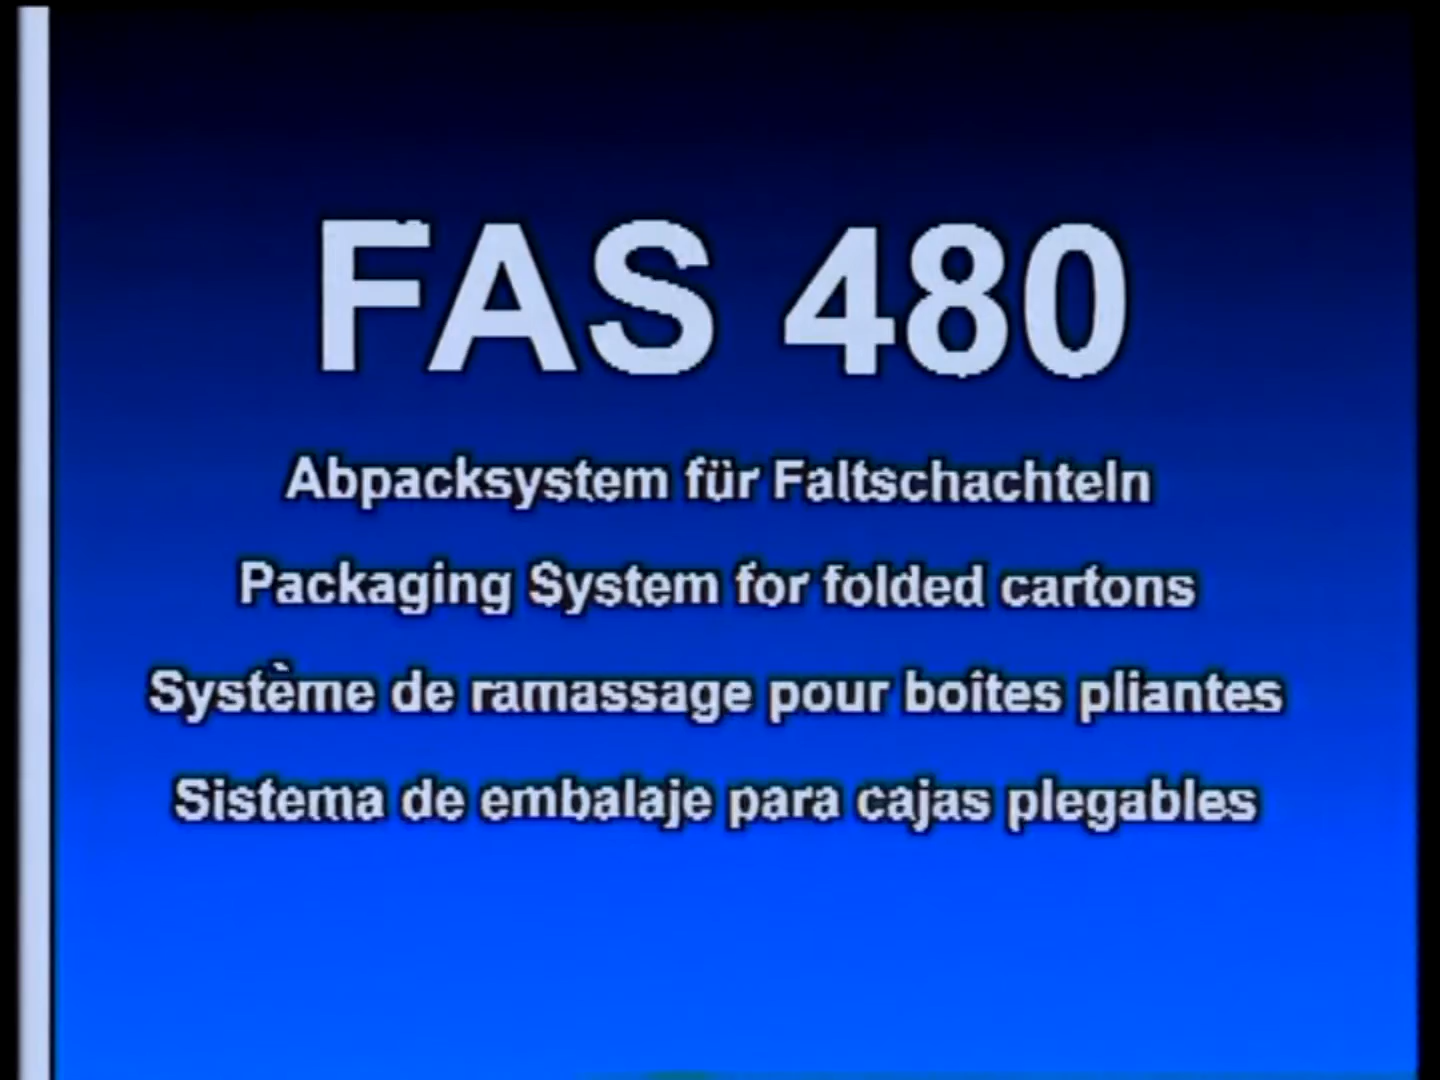 FAS 480
Abpacksystem für Faltschachteln
Packaging System for folded cartons
Système de ramassage pour boîtes pliantes
Sistema de embalaje para cajas plegables